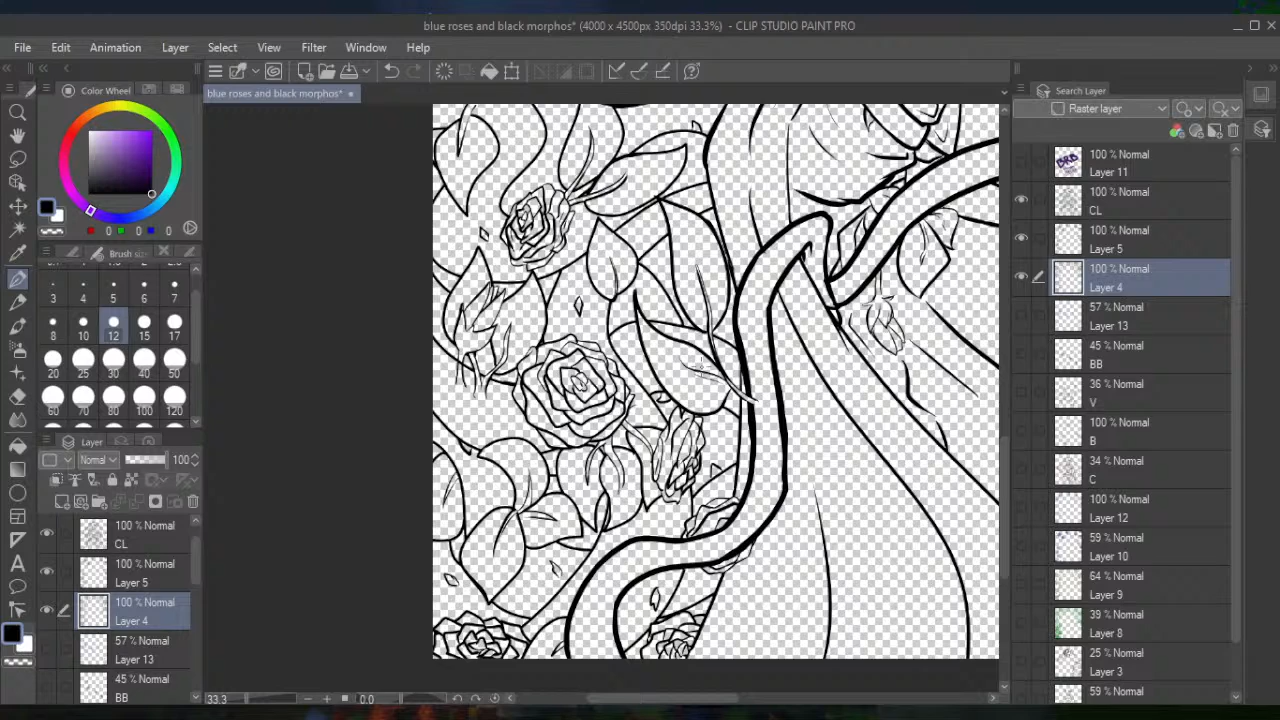 blue roses and black morphos* (4000 x 4500px 350dpi 33.3%) - CLIP STUDIO PAINT PRO
File Edit Animation Layer Select View Filter Window Help
Color Wheel
blue roses and black morphos*
Search Layer
Raster layer
BRB
100 % Normal
Layer 11
100 % Normal
CL
100 % Normal
Layer 5
100 % Normal
Layer 4
57 % Normal
Layer 13
45 % Normal
BB
36 % Normal
V
100 % Normal
B
34 % Normal
C
100 % Normal
Layer 12
59 % Normal
Layer 10
64 % Normal
Layer 9
39 % Normal
Layer 8
25 % Normal
Layer 3
59 % Normal
0 0 0
Brush size
3 4 5 6 7
8 10 12 15 17
20 25 30 40 50
60 70 80 100 120
Layer
Normal 100
100 % Normal
CL
100 % Normal
Layer 5
100 % Normal
Layer 4
57 % Normal
Layer 13
45 % Normal
BB
33.3 0.0